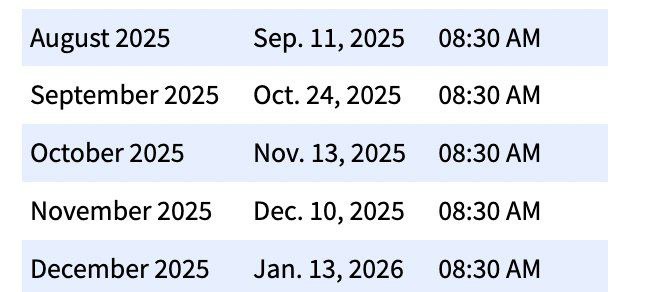 August 2025 Sep. 11, 2025 08:30 AM
September 2025 Oct. 24, 2025 08:30 AM
October 2025 Nov. 13, 2025 08:30 AM
November 2025 Dec. 10, 2025 08:30 AM
December 2025 Jan. 13, 2026 08:30 AM